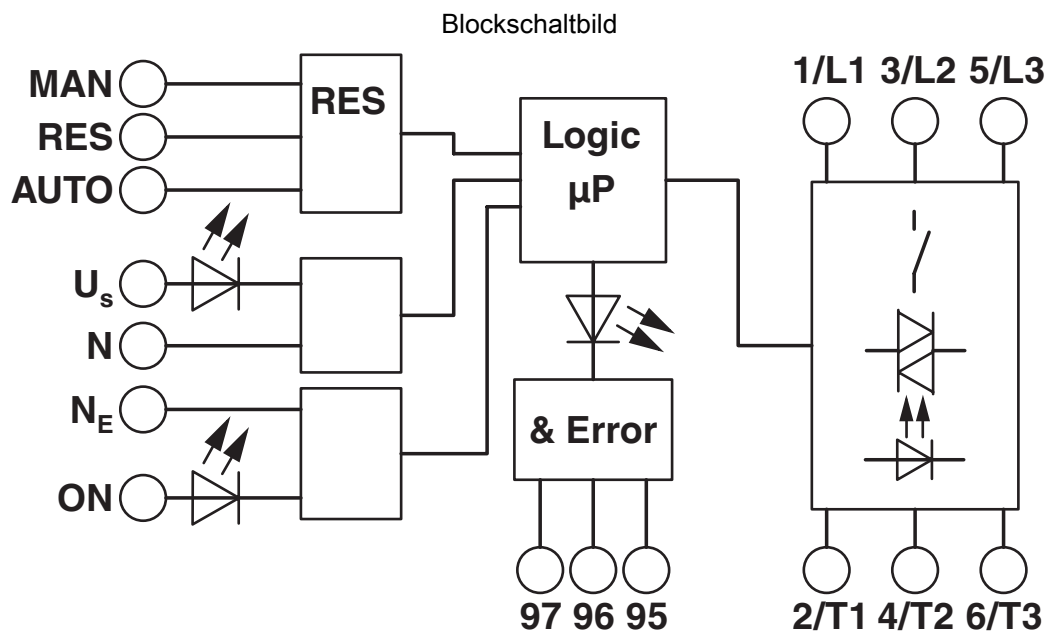 Blockschaltbild
1/L1 3/L2 5/L3
MAN
RES
RES
AUTO
Logic
µP
Us
N
NE
ON
& Error
97 96 95
2/T1 4/T2 6/T3